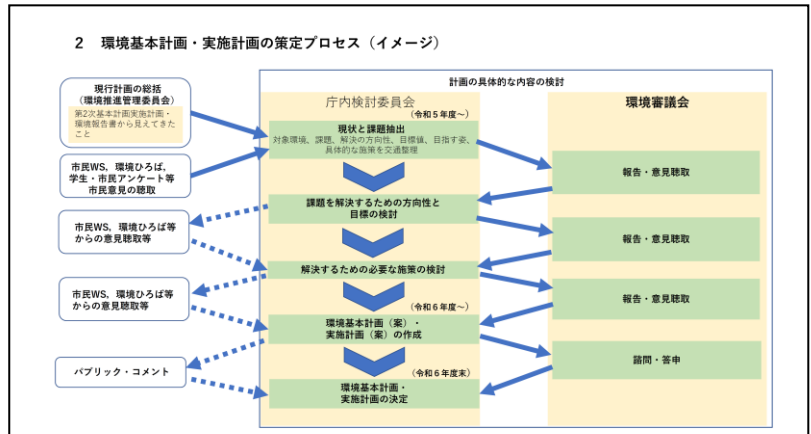 2 環境基本計画・実施計画の策定プロセス（イメージ）
計画の具体的な内容の検討
現行計画の総括
（環境推進管理委員会）
第2次基本計画実施計画・
環境報告書から見えてきた
こと
市民WS，環境ひろば，
学生・市民アンケート等
市民意見の聴取
市民WS，環境ひろば等
からの意見聴取等
市民WS，環境ひろば等
からの意見聴取等
パブリック・コメント
庁内検討委員会
（令和5年度～）
現状と課題抽出
対象環境、課題、解決の方向性、目標値、目指す姿、
具体的な施策を交通整理
課題を解決するための方向性と
目標の検討
解決するための必要な施策の検討
（令和6年度～）
環境基本計画（案）・
実施計画（案）の作成
（令和6年度末）
環境基本計画・
実施計画の決定
環境審議会
報告・意見聴取
報告・意見聴取
報告・意見聴取
諮問・答申